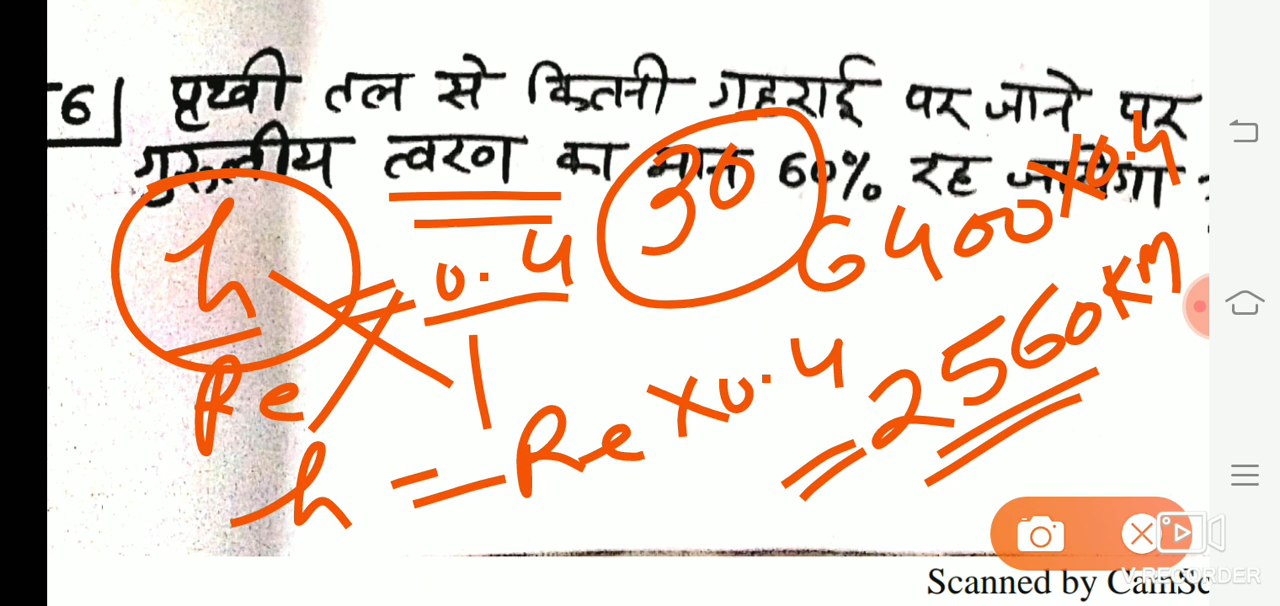 6] पृथ्वी तल से कितनी गहराई पर जाने पर
गुरुत्वीय त्वरण का मान 60% रह जायेगा
30
6400×0.4
h/Re = 0.4/1
h = Re×0.4
= 2560KM
Scanned by CamSc
V RECORDER